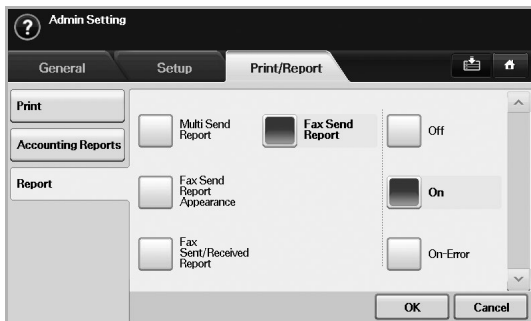 ? Admin Setting
General Setup Print/Report
Print
Accounting Reports
Report
Multi Send
Report
Fax Send
Report
Off
Fax Send
Report
Appearance
On
Fax
Sent/Received
Report
On-Error
OK Cancel